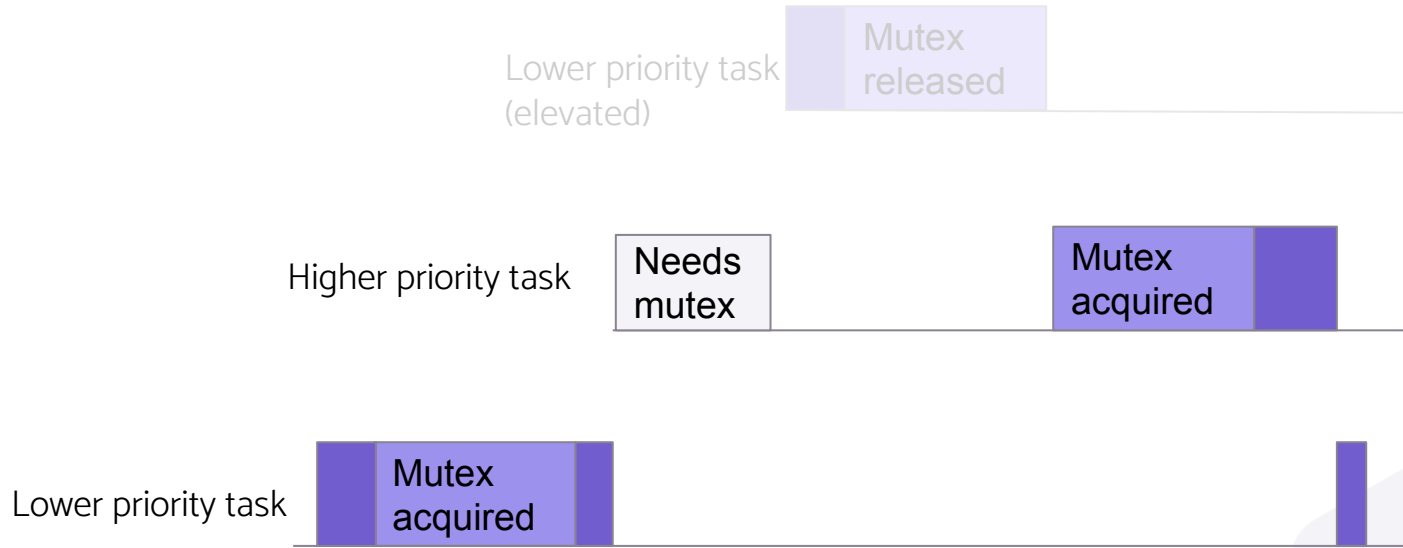 Lower priority task
(elevated)
Mutex
released
Higher priority task
Needs
mutex
Mutex
acquired
Lower priority task
Mutex
acquired